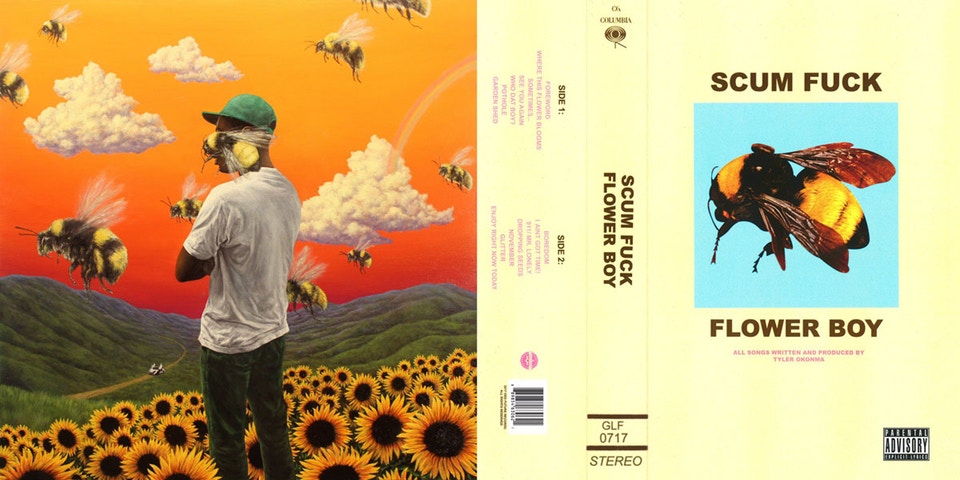 SIDE 1:
FOREWORD
WHERE THIS FLOWER BLOOMS
SOMETIMES...
SEE YOU AGAIN
WHO DAT BOY?
POTHOLE
GARDEN SHED
SIDE 2:
BOREDOM
I AINT GOT TIME!
911/ MR. LONELY
DROPPING SEEDS
NOVEMBER
GLITTER
ENJOY RIGHT NOW TODAY
COLUMBIA
SCUM FUCK
FLOWER BOY
GLF
0717
STEREO
SCUM FUCK
FLOWER BOY
ALL SONGS WRITTEN AND PRODUCED BY
TYLER OKONMA
PARENTAL
ADVISORY
EXPLICIT LYRICS